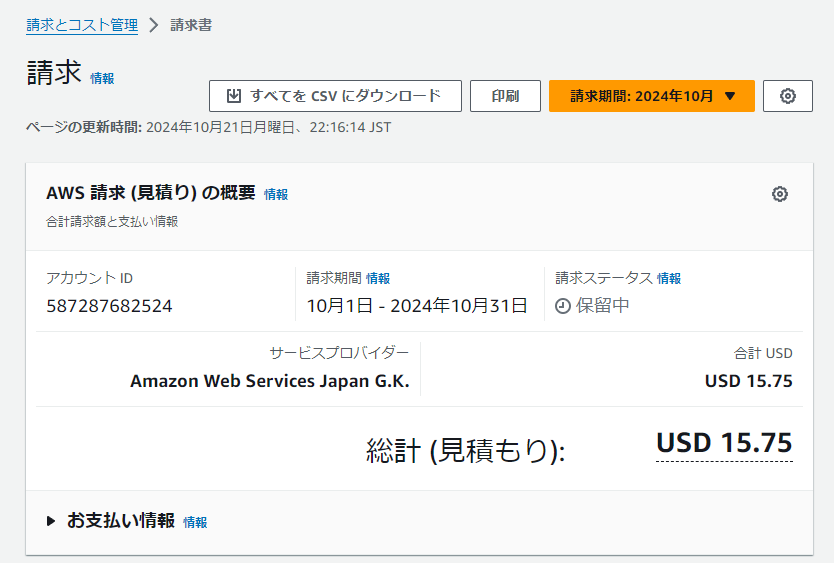 請求とコスト管理 > 請求書
請求 情報
すべてを CSV にダウンロード 印刷 請求期間: 2024年10月 ▼
ページの更新時間: 2024年10月21日月曜日、22:16:14 JST
AWS 請求 (見積り) の概要 情報
合計請求額と支払い情報
アカウント ID
587287682524
請求期間 情報
10月1日 - 2024年10月31日
請求ステータス 情報
保留中
サービスプロバイダー
Amazon Web Services Japan G.K.
合計 USD
USD 15.75
総計 (見積もり): USD 15.75
お支払い情報 情報